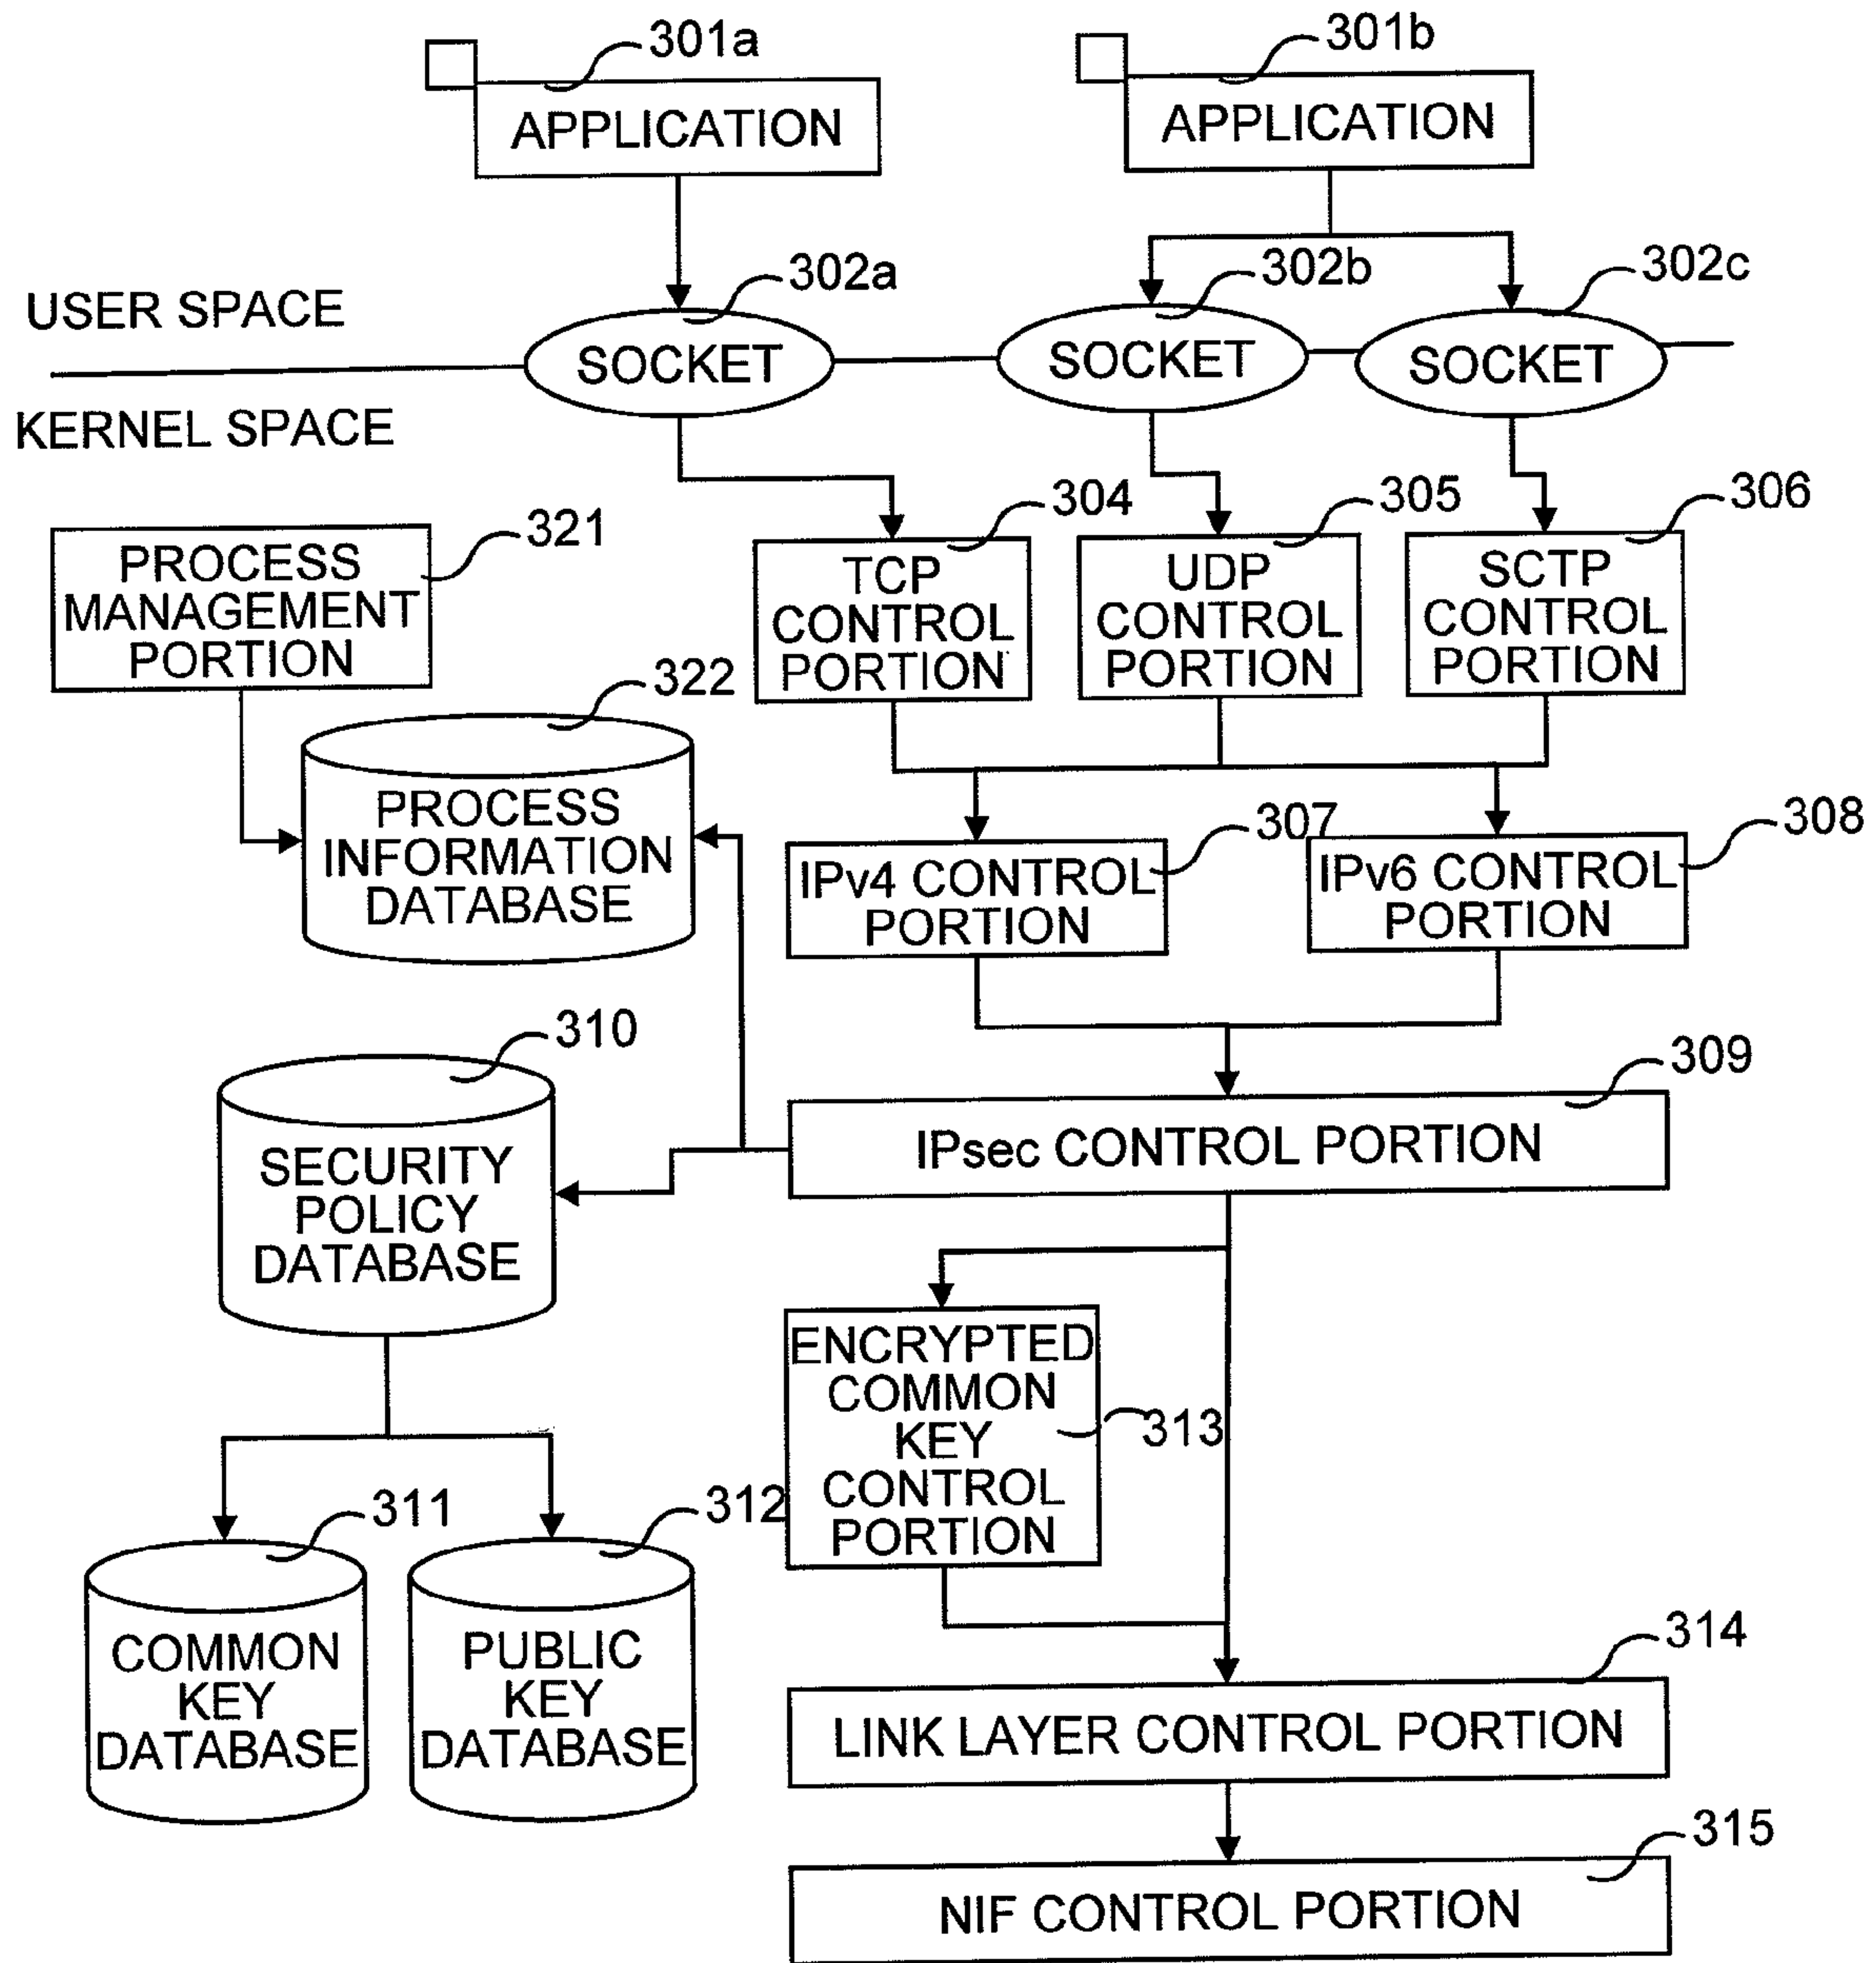 301a
APPLICATION
301b
APPLICATION
USER SPACE
302a
SOCKET
302b
SOCKET
302c
SOCKET
KERNEL SPACE
PROCESS
MANAGEMENT
PORTION
321
304
TCP
CONTROL
PORTION
305
UDP
CONTROL
PORTION
306
SCTP
CONTROL
PORTION
322
PROCESS
INFORMATION
DATABASE
307
IPv4 CONTROL
PORTION
308
IPv6 CONTROL
PORTION
310
SECURITY
POLICY
DATABASE
309
IPsec CONTROL PORTION
ENCRYPTED
COMMON
KEY
CONTROL
PORTION
313
311
COMMON
KEY
DATABASE
312
PUBLIC
KEY
DATABASE
314
LINK LAYER CONTROL PORTION
315
NIF CONTROL PORTION